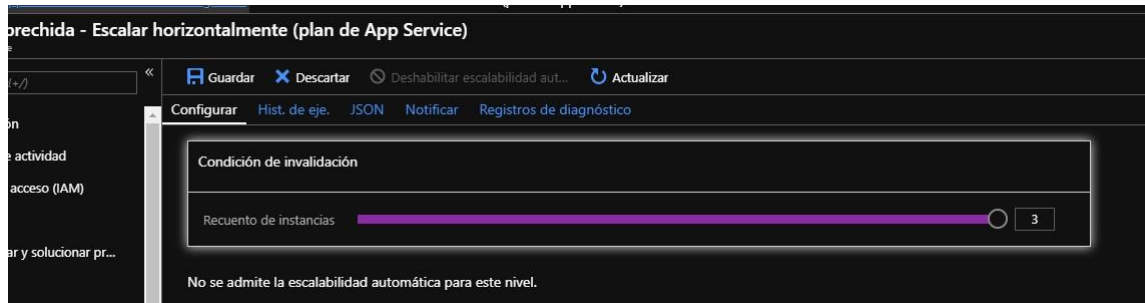 orechida - Escalar horizontalmente (plan de App Service)
+/)
«
Guardar Descartar Deshabilitar escalabilidad aut... Actualizar
Configurar Hist. de eje. JSON Notificar Registros de diagnóstico
ón
e actividad
acceso (IAM)
ar y solucionar pr...
Condición de invalidación
Recuento de instancias 3
No se admite la escalabilidad automática para este nivel.